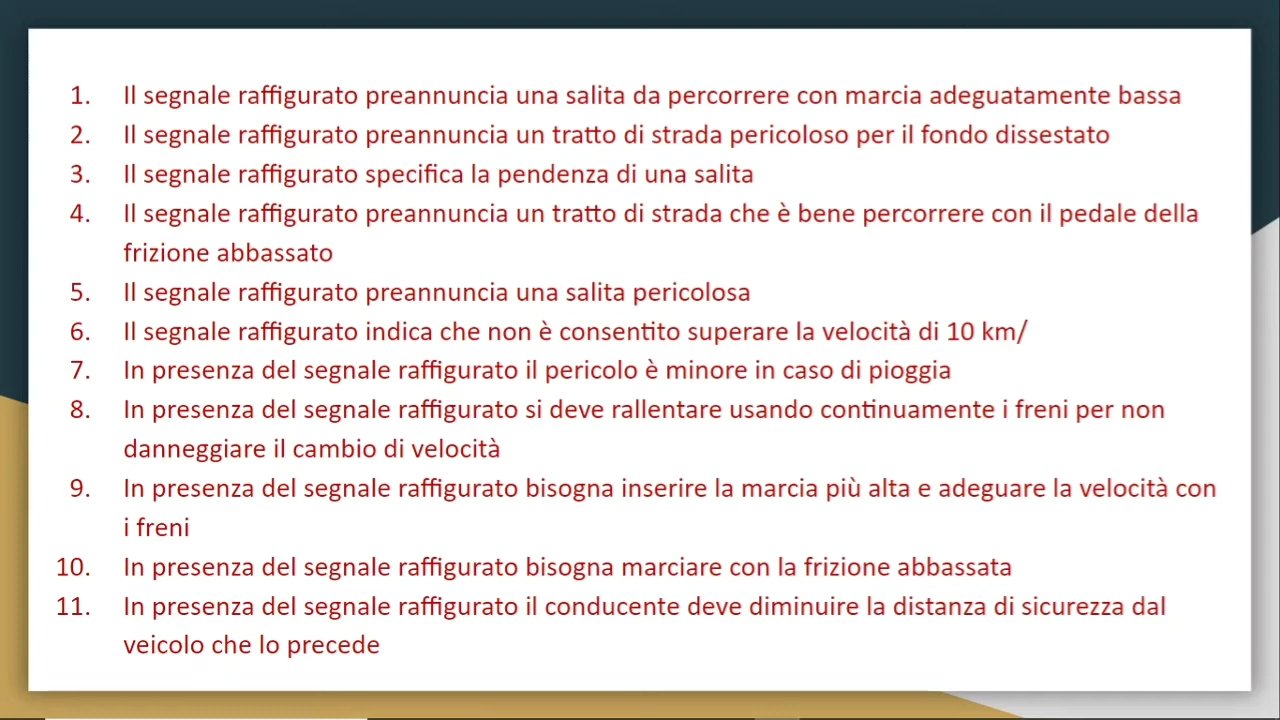 1. Il segnale raffigurato preannuncia una salita da percorrere con marcia adeguatamente bassa
2. Il segnale raffigurato preannuncia un tratto di strada pericoloso per il fondo dissestato
3. Il segnale raffigurato specifica la pendenza di una salita
4. Il segnale raffigurato preannuncia un tratto di strada che è bene percorrere con il pedale della
frizione abbassato
5. Il segnale raffigurato preannuncia una salita pericolosa
6. Il segnale raffigurato indica che non è consentito superare la velocità di 10 km/
7. In presenza del segnale raffigurato il pericolo è minore in caso di pioggia
8. In presenza del segnale raffigurato si deve rallentare usando continuamente i freni per non
danneggiare il cambio di velocità
9. In presenza del segnale raffigurato bisogna inserire la marcia più alta e adeguare la velocità con
i freni
10. In presenza del segnale raffigurato bisogna marciare con la frizione abbassata
11. In presenza del segnale raffigurato il conducente deve diminuire la distanza di sicurezza dal
veicolo che lo precede